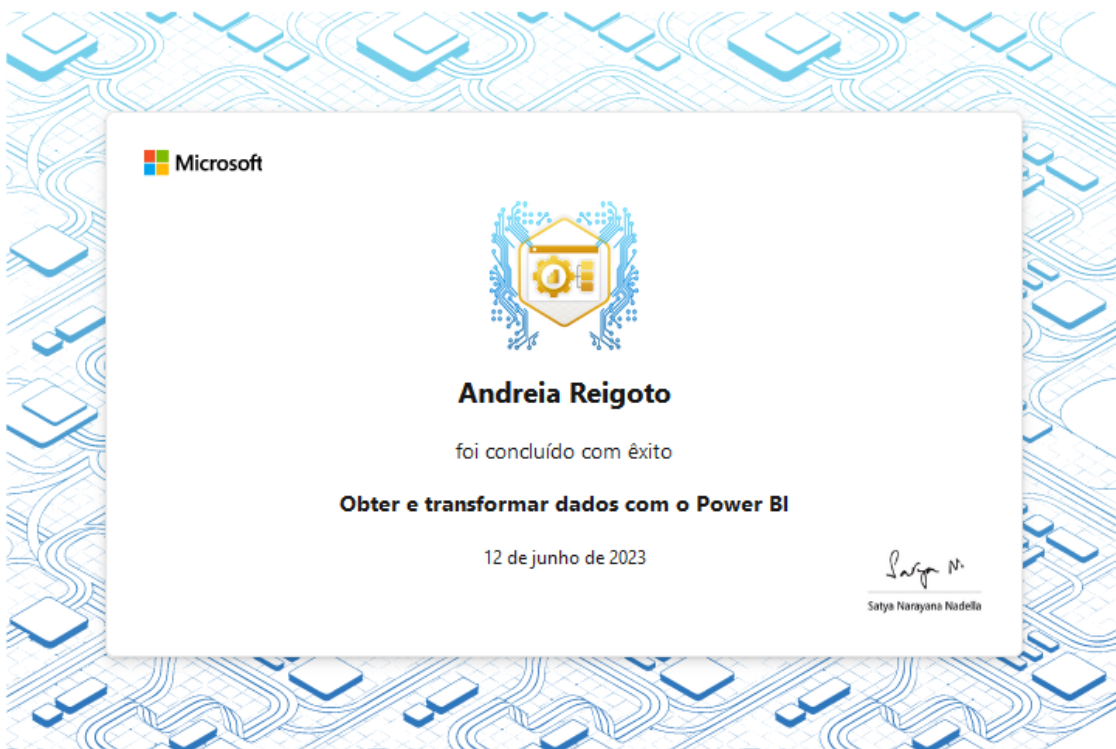 Microsoft
Andreia Reigoto
foi concluído com êxito
Obter e transformar dados com o Power BI
12 de junho de 2023
Satya N.
Satya Narayana Nadella